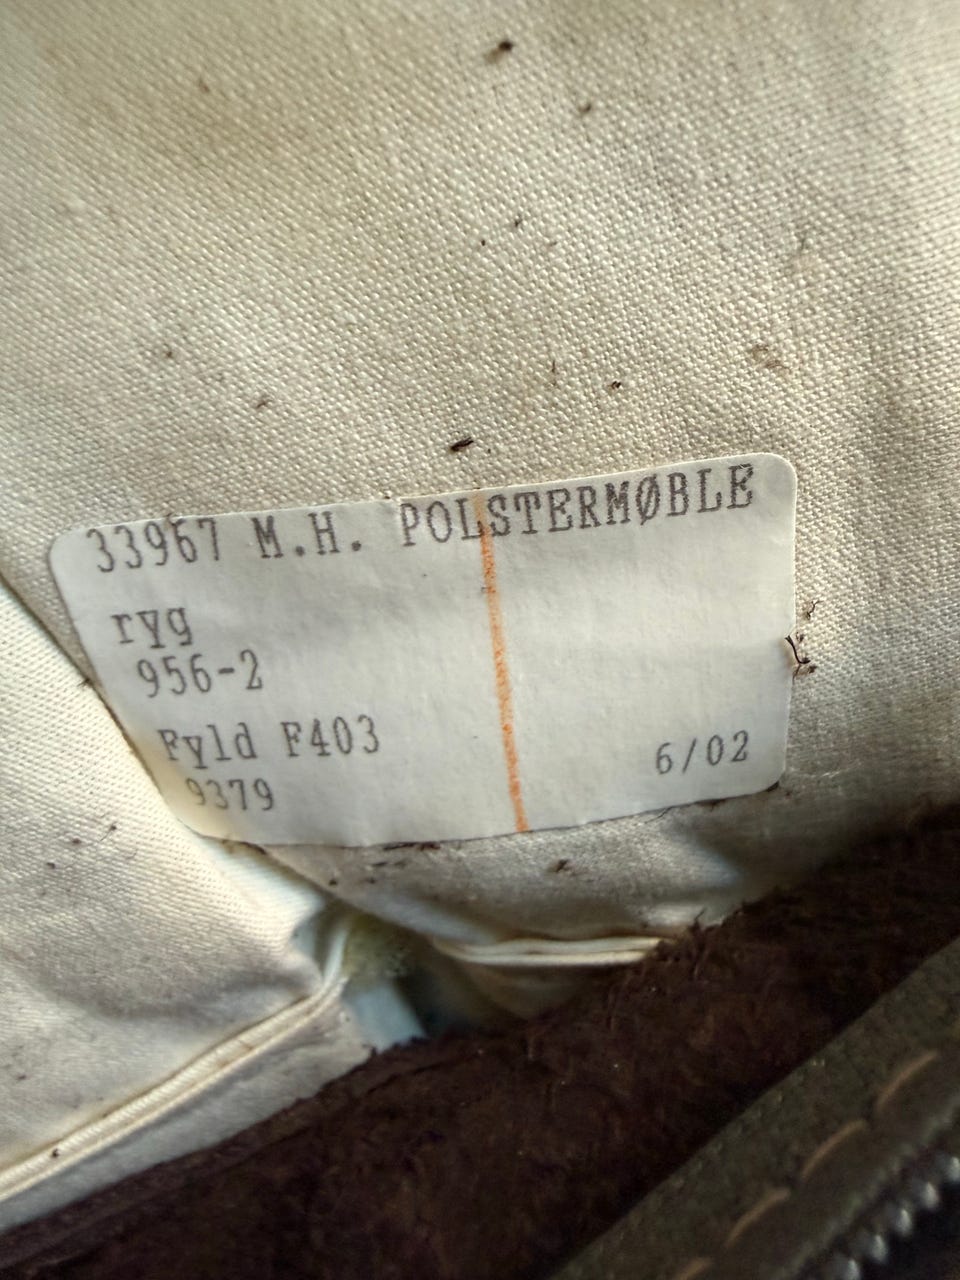 33967 M.H. POLSTERMØBLE
ryg
956-2
Fyld F403
9379
6/02